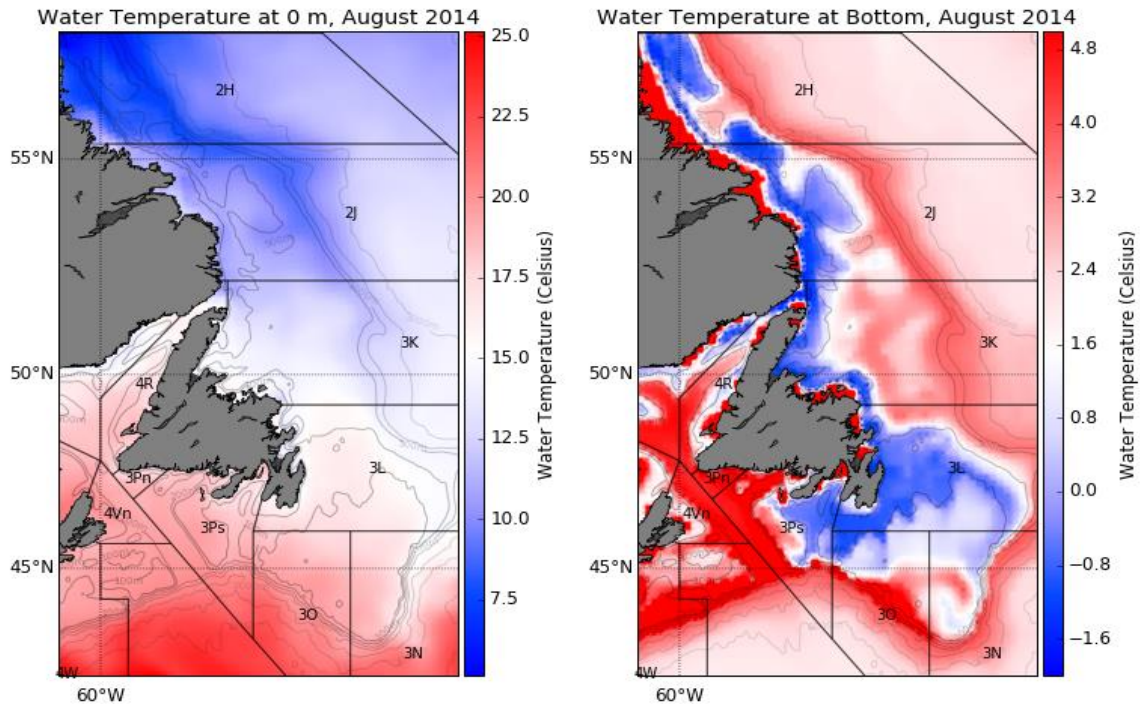 Water Temperature at 0 m, August 2014
55°N
50°N
45°N
60°W
2H
2J
3K
4R
3L
3Pn
4Vn
3Ps
3O
3N
4W
25.0
22.5
20.0
17.5
15.0
12.5
10.0
7.5
Water Temperature (Celsius)
Water Temperature at Bottom, August 2014
55°N
50°N
45°N
60°W
2H
2J
3K
4R
3L
3Pn
4Vn
3Ps
3O
3N
4W
4.8
4.0
3.2
2.4
1.6
0.8
0.0
−0.8
−1.6
Water Temperature (Celsius)